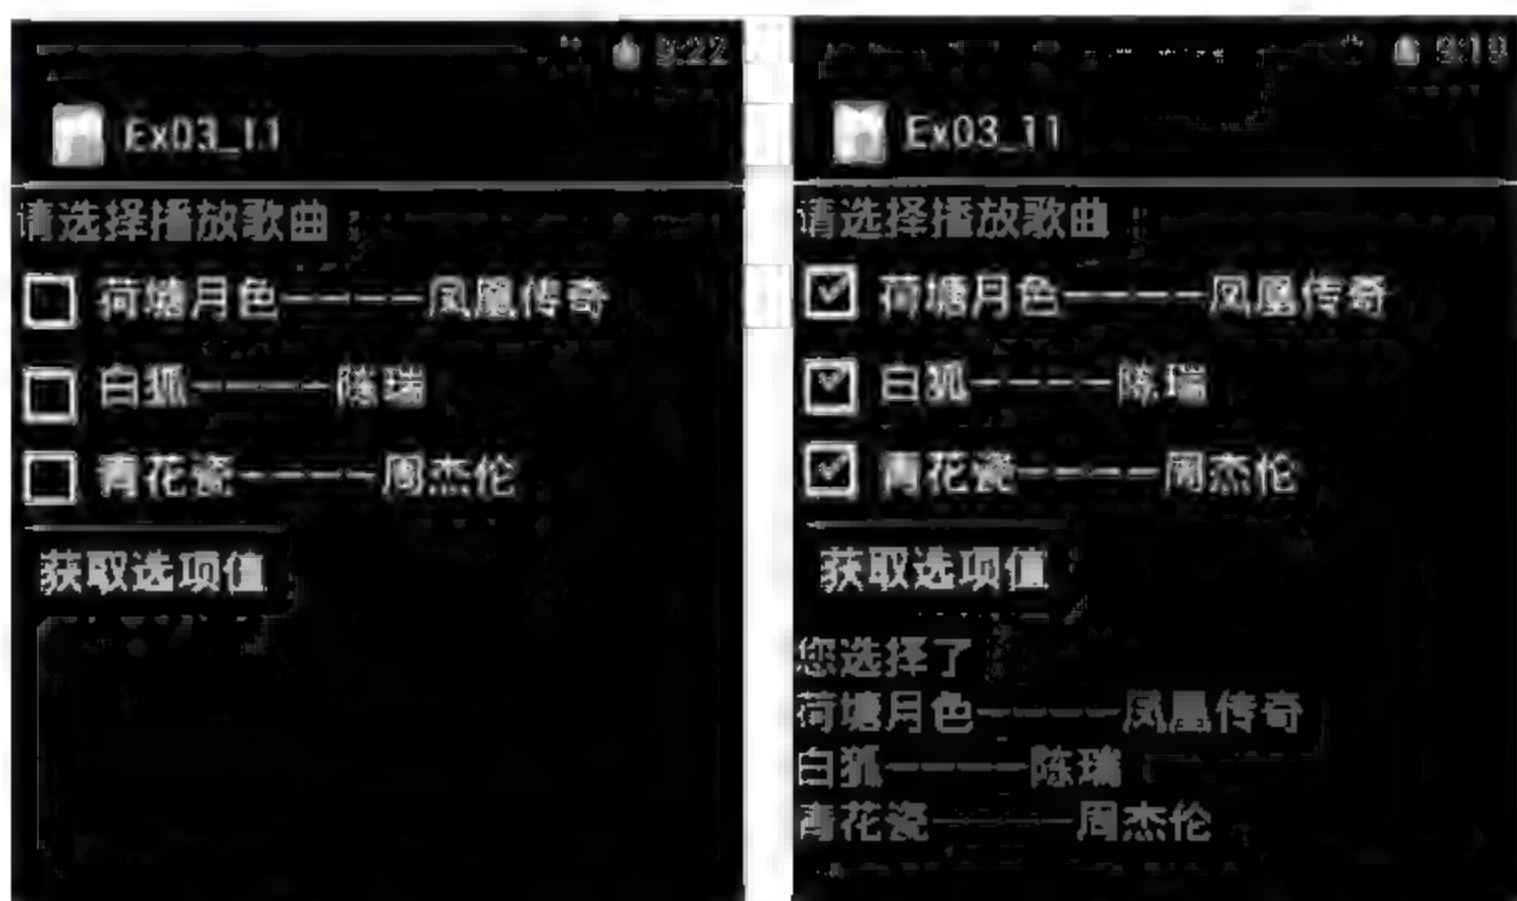 3:22
Ex03_11
请选择播放歌曲
荷塘月色————凤凰传奇
白狐————陈瑞
青花瓷————周杰伦
获取选项值
Ex03_11
请选择播放歌曲
荷塘月色————凤凰传奇
白狐————陈瑞
青花瓷————周杰伦
获取选项值
您选择了
荷塘月色————凤凰传奇
白狐————陈瑞
青花瓷————周杰伦